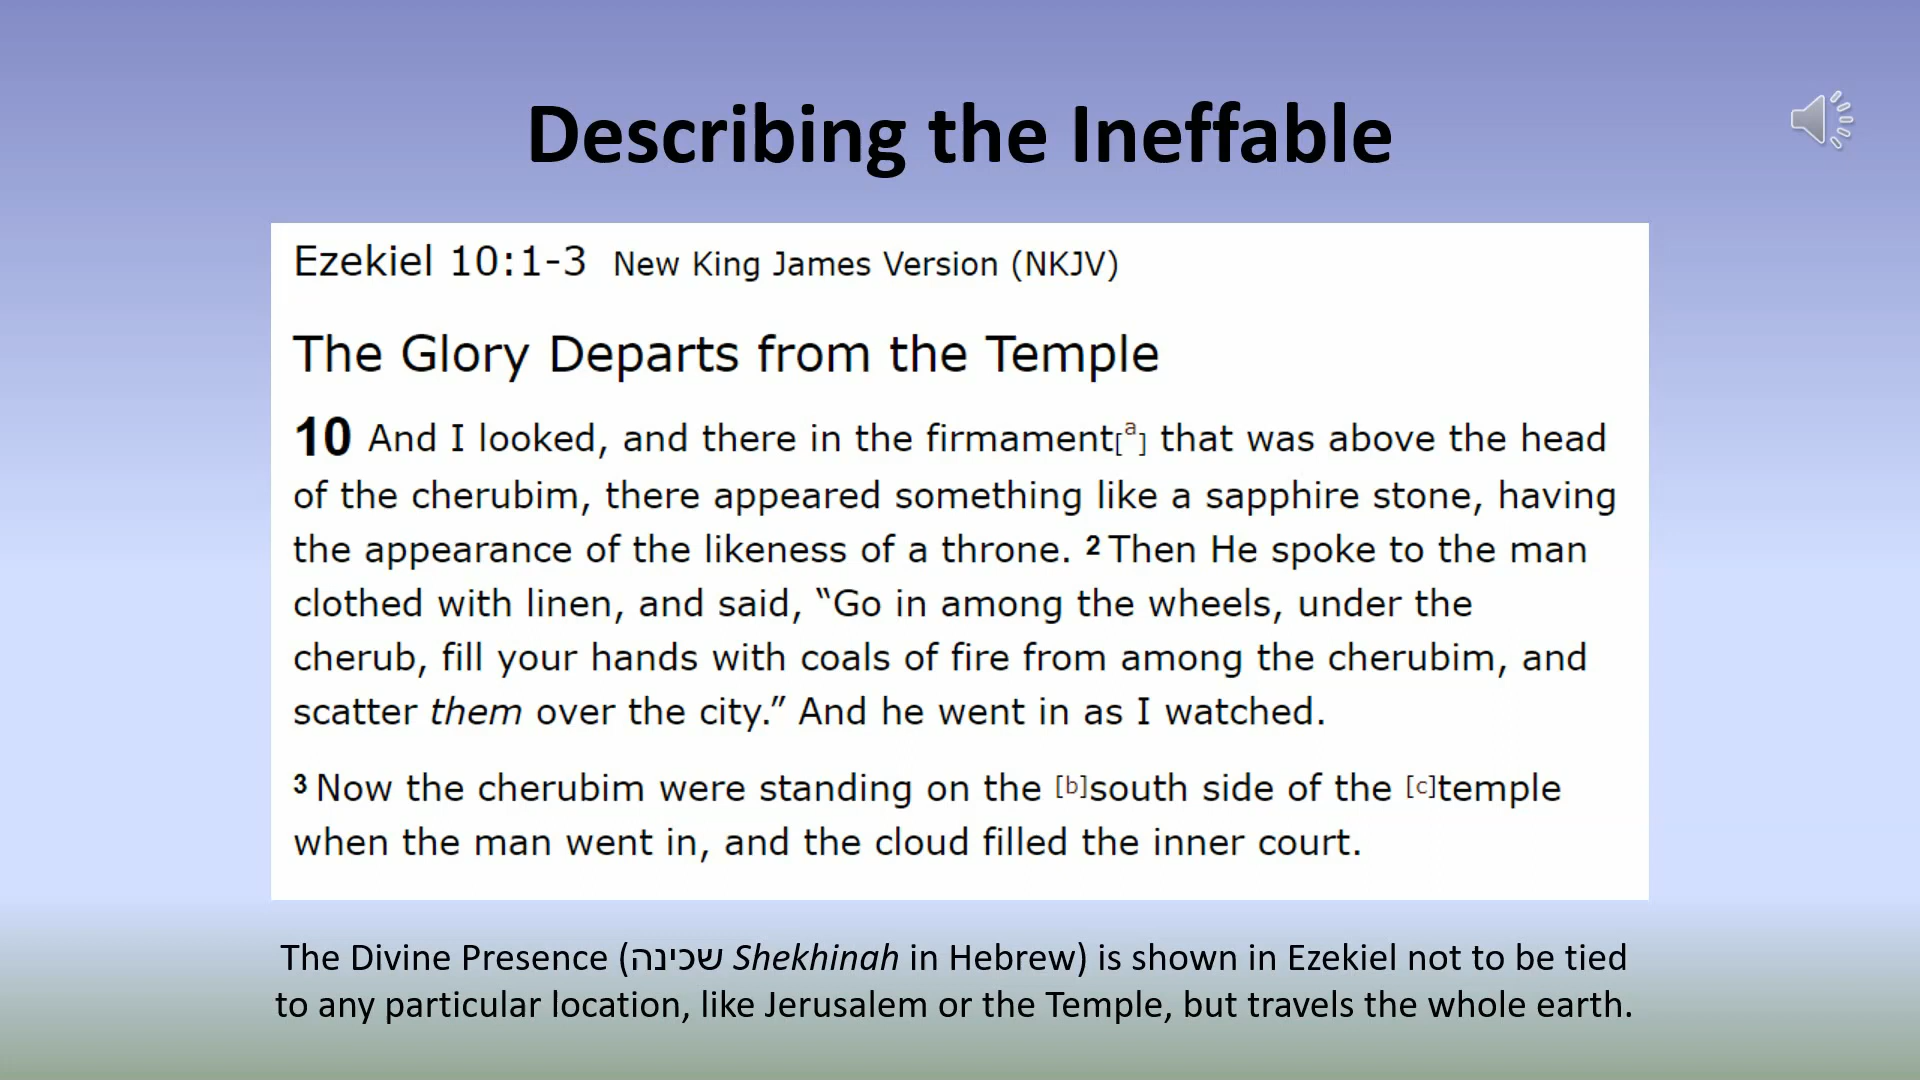 Describing the Ineffable
Ezekiel 10:1-3 New King James Version (NKJV)
The Glory Departs from the Temple
10 And I looked, and there in the firmament[a] that was above the head
of the cherubim, there appeared something like a sapphire stone, having
the appearance of the likeness of a throne. 2 Then He spoke to the man
clothed with linen, and said, “Go in among the wheels, under the
cherub, fill your hands with coals of fire from among the cherubim, and
scatter them over the city.” And he went in as I watched.
3 Now the cherubim were standing on the [b]south side of the [c]temple
when the man went in, and the cloud filled the inner court.
The Divine Presence (שכינה Shekhinah in Hebrew) is shown in Ezekiel not to be tied
to any particular location, like Jerusalem or the Temple, but travels the whole earth.